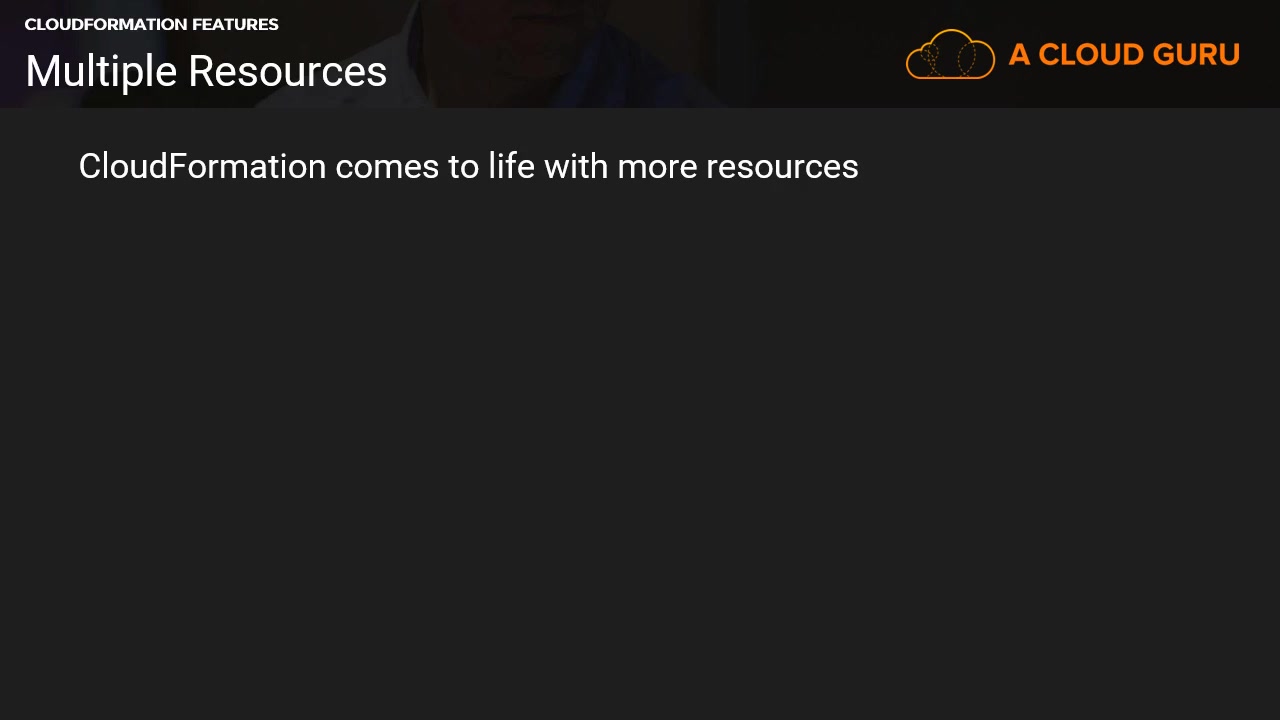 CLOUDFORMATION FEATURES
Multiple Resources
A CLOUD GURU
CloudFormation comes to life with more resources